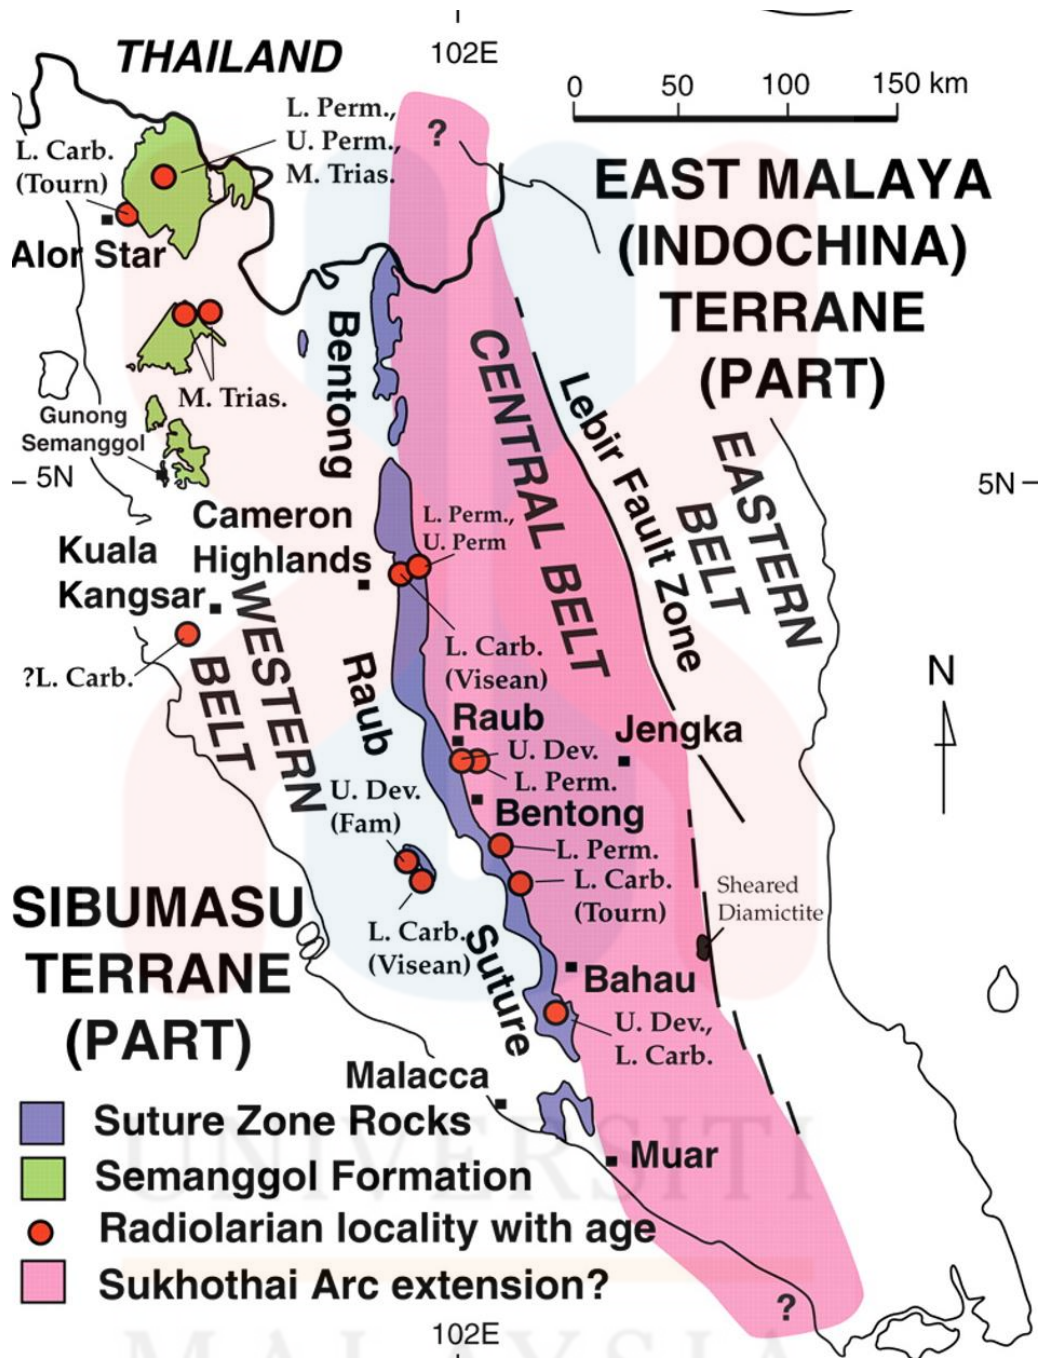 THAILAND
102E
0 50 100 150 km
L. Perm.,
U. Perm.,
M. Trias.
?
L. Carb.
(Tourn)
Alor Star
EAST MALAYA
(INDOCHINA)
TERRANE
(PART)
M. Trias.
Gunong
Semanggol
5N
5N
Bentong
CENTRAL BELT
Lebir Fault Zone
EASTERN
BELT
Cameron
Highlands
L. Perm.,
U. Perm
Kuala
Kangsar
?L. Carb.
WESTERN
BELT
Raub
L. Carb.
(Visean)
Raub
U. Dev.
L. Perm.
Jengka
N
Bentong
U. Dev.
(Fam)
L. Perm.
L. Carb.
(Tourn)
L. Carb.
(Visean)
Sheared
Diamictite
SIBUMASU
TERRANE
(PART)
Suture
Bahau
U. Dev.,
L. Carb.
Malacca
Muar
Suture Zone Rocks
Semanggol Formation
Radiolarian locality with age
Sukhothai Arc extension?
?
102E
UNIVERSITI
MALAYSIA